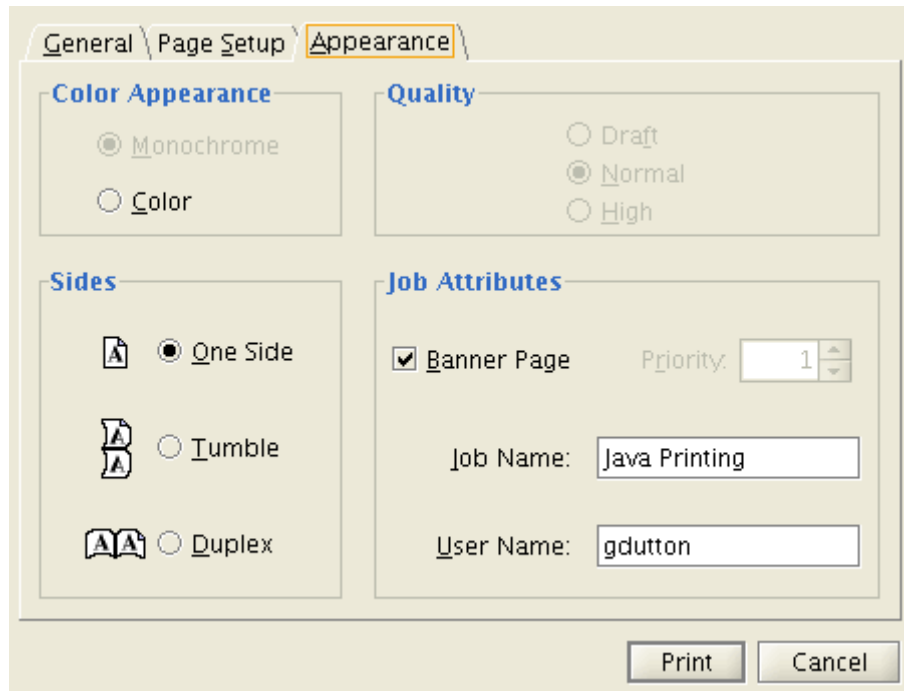 General Page Setup Appearance
Color Appearance
Monochrome
Color
Quality
Draft
Normal
High
Sides
A One Side
A
A Tumble
A A Duplex
Job Attributes
Banner Page Priority: 1
Job Name: Java Printing
User Name: gdutton
Print Cancel